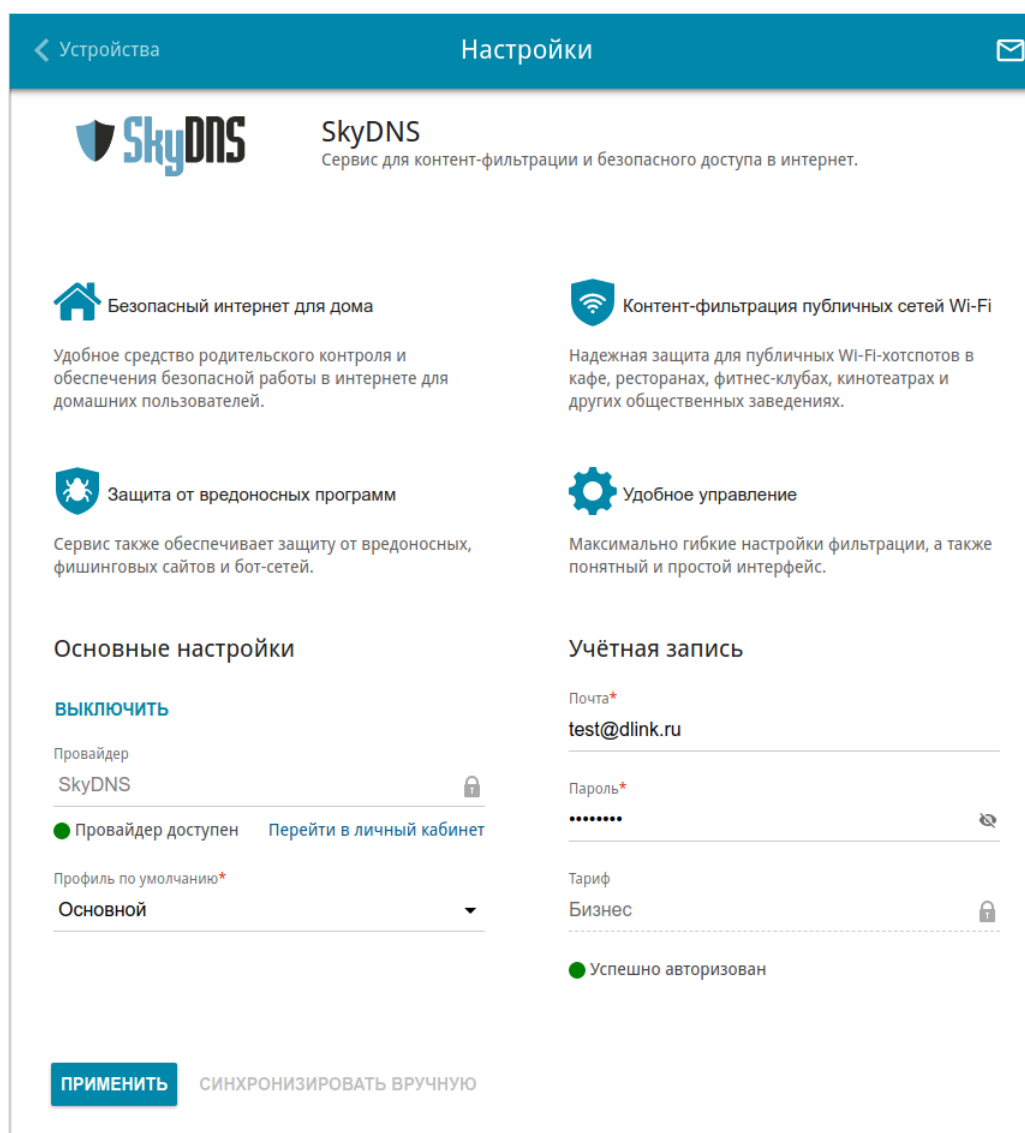 Устройства
Настройки
SkyDNS
SkyDNS
Сервис для контент-фильтрации и безопасного доступа в интернет.
Безопасный интернет для дома
Удобное средство родительского контроля и
обеспечения безопасной работы в интернете для
домашних пользователей.
Контент-фильтрация публичных сетей Wi-Fi
Надежная защита для публичных Wi-Fi-хотспотов в
кафе, ресторанах, фитнес-клубах, кинотеатрах и
других общественных заведениях.
Защита от вредоносных программ
Сервис также обеспечивает защиту от вредоносных,
фишинговых сайтов и бот-сетей.
Удобное управление
Максимально гибкие настройки фильтрации, а также
понятный и простой интерфейс.
Основные настройки
ВЫКЛЮЧИТЬ
Провайдер
SkyDNS
Провайдер доступен
Перейти в личный кабинет
Профиль по умолчанию*
Основной
Учётная запись
Почта*
test@dlink.ru
Пароль*
••••••••
Тариф
Бизнес
Успешно авторизован
ПРИМЕНИТЬ
СИНХРОНИЗИРОВАТЬ ВРУЧНУЮ